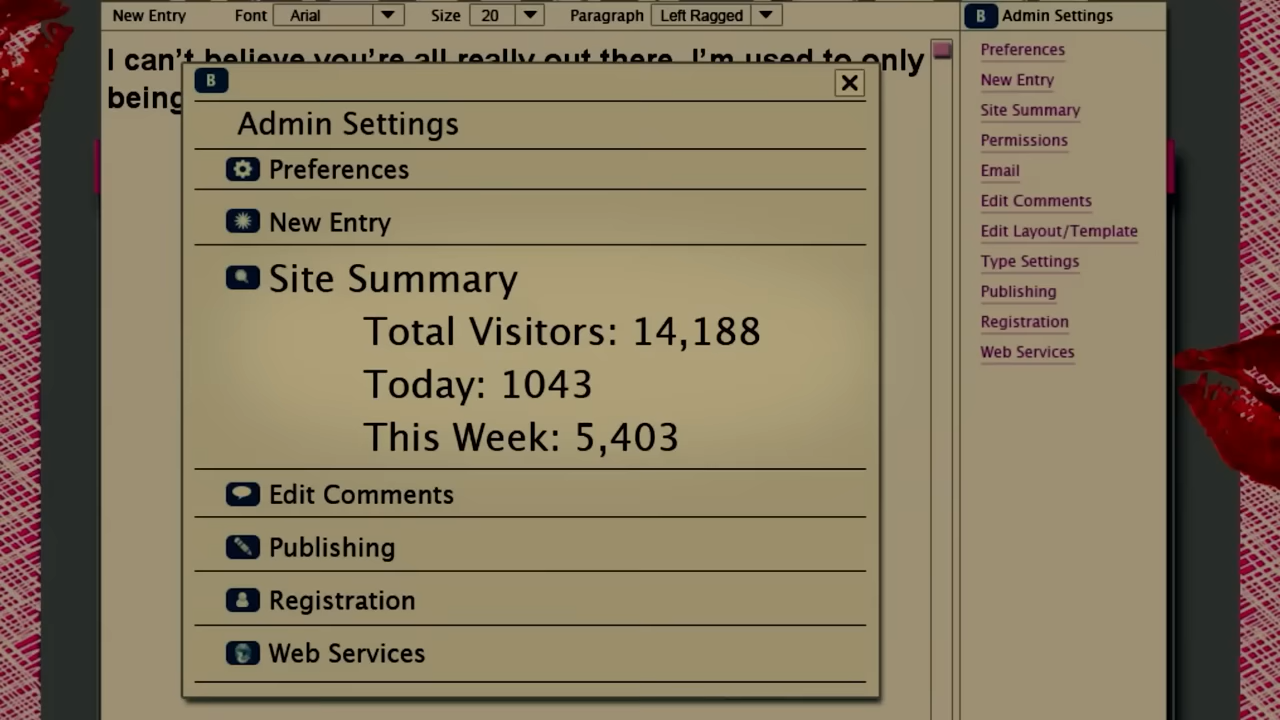 New Entry Font Arial Size 20 Paragraph Left Ragged
I can't believe you're all really out there. I'm used to only
being
B Admin Settings
Preferences
New Entry
Site Summary
Permissions
Email
Edit Comments
Edit Layout/Template
Type Settings
Publishing
Registration
Web Services
B
Admin Settings
Preferences
New Entry
Site Summary
Total Visitors: 14,188
Today: 1043
This Week: 5,403
Edit Comments
Publishing
Registration
Web Services